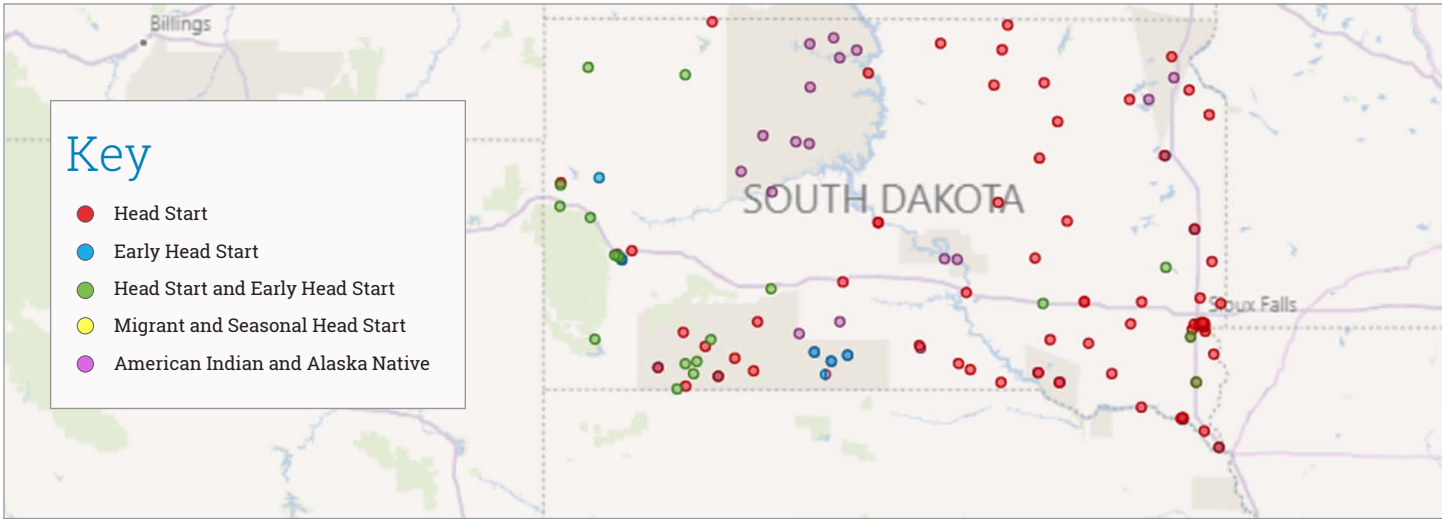 Billings
Key
Head Start
Early Head Start
Head Start and Early Head Start
Migrant and Seasonal Head Start
American Indian and Alaska Native
SOUTH DAKOTA
Sioux Falls